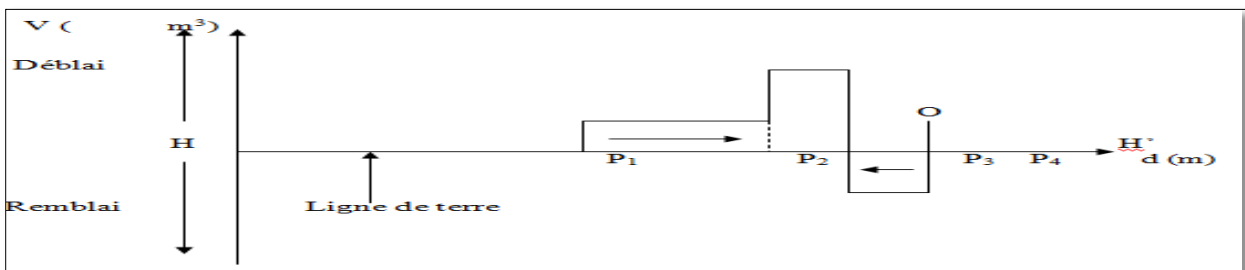 V ( m³)
Déblai
O
H
H'
P₁ P₂ P₃ P₄ d (m)
Remblai
Ligne de terre